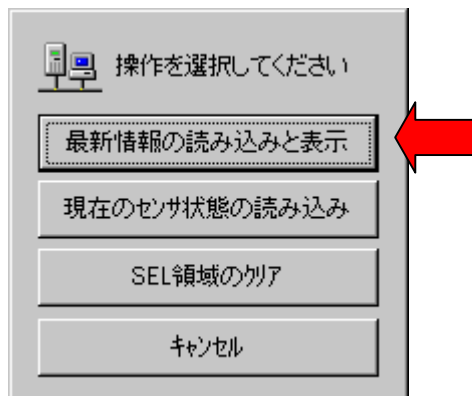 操作を選択してください
最新情報の読み込みと表示
現在のセンサ状態の読み込み
SEL領域のクリア
キャンセル